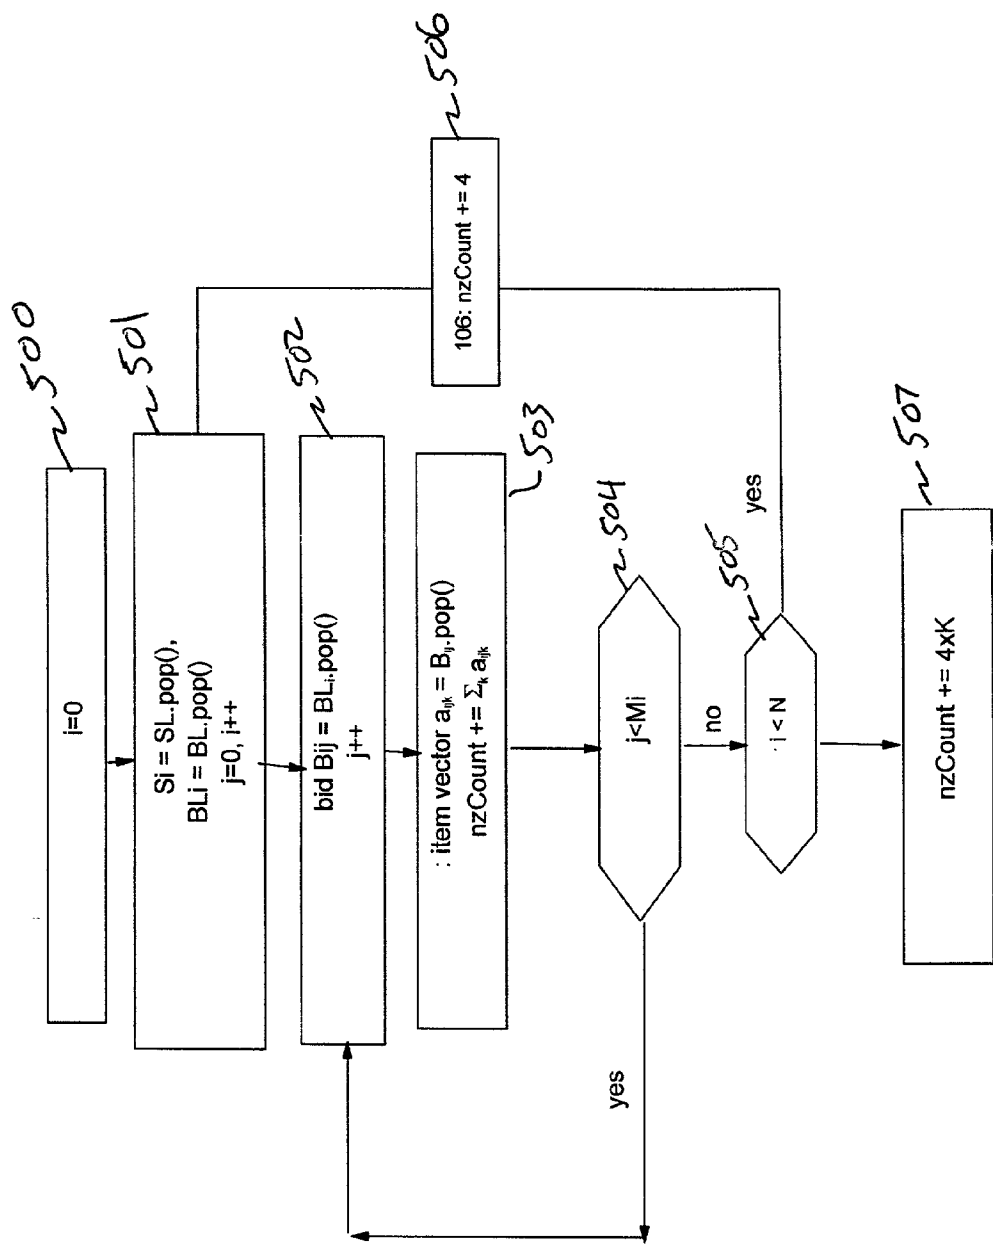 i=0
500
Si = SL.pop(),
BLi = BL.pop()
j=0, i++
501
bid Bij = BLᵢ.pop()
j++
502
: item vector aᵢⱼₖ = Bᵢⱼ.pop()
nzCount += Σₖ aᵢⱼₖ
503
j<Mi
504
yes
no
i < N
505
yes
106: nzCount += 4
506
nzCount += 4xK
507